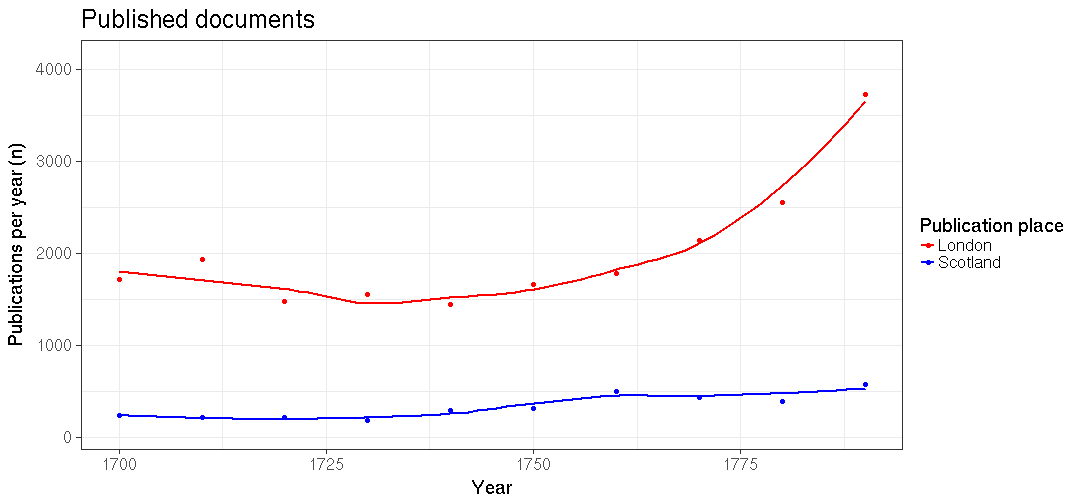 Published documents
Publications per year (n)
4000
3000
2000
1000
0
1700
1725
1750
1775
Year
Publication place
London
Scotland